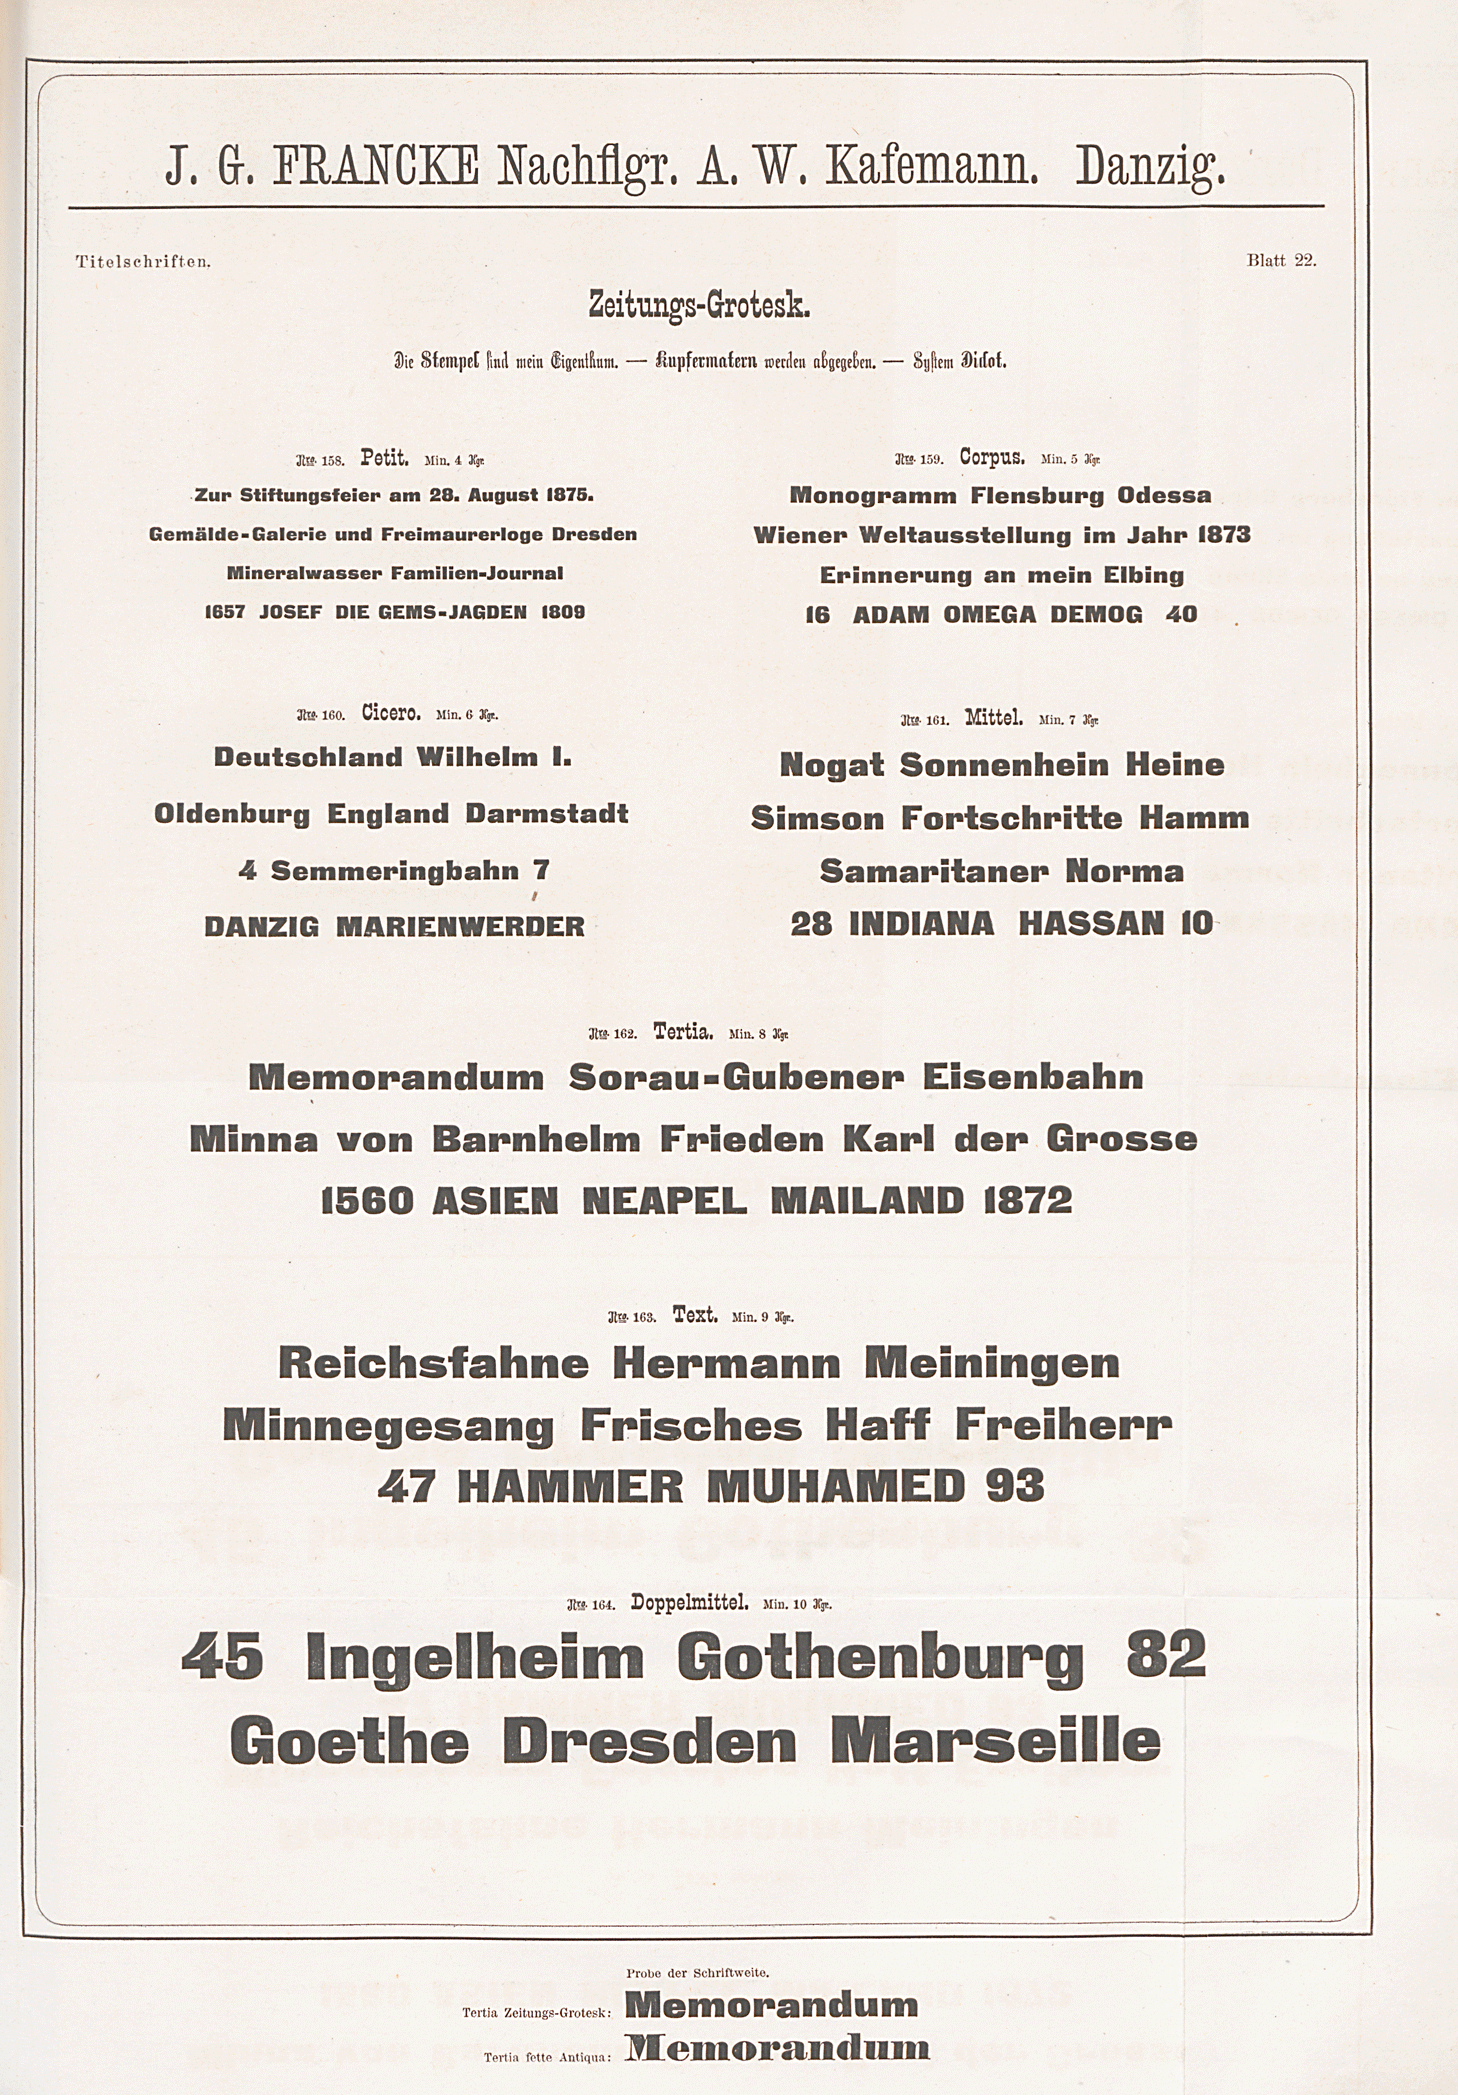 J. G. FRANCKE Nachflgr. A. W. Kafemann. Danzig.
Titelschriften.
Blatt 22.
Zeitungs-Grotesk.
Die Stempel sind mein Eigenthum. — Kupfermatern werden abgegeben. — System Didot.
Nro. 158. Petit. Min. 4 Kgr.
Zur Stiftungsfeier am 28. August 1875.
Gemälde-Galerie und Freimaurerloge Dresden
Mineralwasser Familien-Journal
1657 JOSEF DIE GEMS-JAGDEN 1809
Nro. 159. Corpus. Min. 5 Kgr.
Monogramm Flensburg Odessa
Wiener Weltausstellung im Jahr 1873
Erinnerung an mein Elbing
16 ADAM OMEGA DEMOG 40
Nro. 160. Cicero. Min. 6 Kgr.
Deutschland Wilhelm I.
Oldenburg England Darmstadt
4 Semmeringbahn 7
DANZIG MARIENWERDER
Nro. 161. Mittel. Min. 7 Kgr.
Nogat Sonnenhein Heine
Simson Fortschritte Hamm
Samaritaner Norma
28 INDIANA HASSAN 10
Nro. 162. Tertia. Min. 8 Kgr.
Memorandum Sorau-Gubener Eisenbahn
Minna von Barnhelm Frieden Karl der Grosse
1560 ASIEN NEAPEL MAILAND 1872
Nro. 163. Text. Min. 9 Kgr.
Reichsfahne Hermann Meiningen
Minnegesang Frisches Haff Freiherr
47 HAMMER MUHAMED 93
Nro. 164. Doppelmittel. Min. 10 Kgr.
45 Ingelheim Gothenburg 82
Goethe Dresden Marseille
Probe der Schriftweite.
Tertia Zeitungs-Grotesk: Memorandum
Tertia fette Antiqua: Memorandum